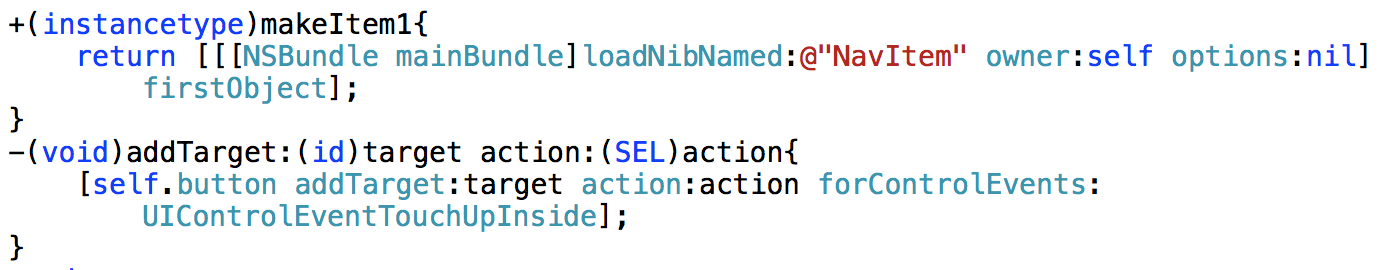 +(instancetype)makeItem1{
    return [[[NSBundle mainBundle]loadNibNamed:@"NavItem" owner:self options:nil]
        firstObject];
}
-(void)addTarget:(id)target action:(SEL)action{
    [self.button addTarget:target action:action forControlEvents:
        UIControlEventTouchUpInside];
}